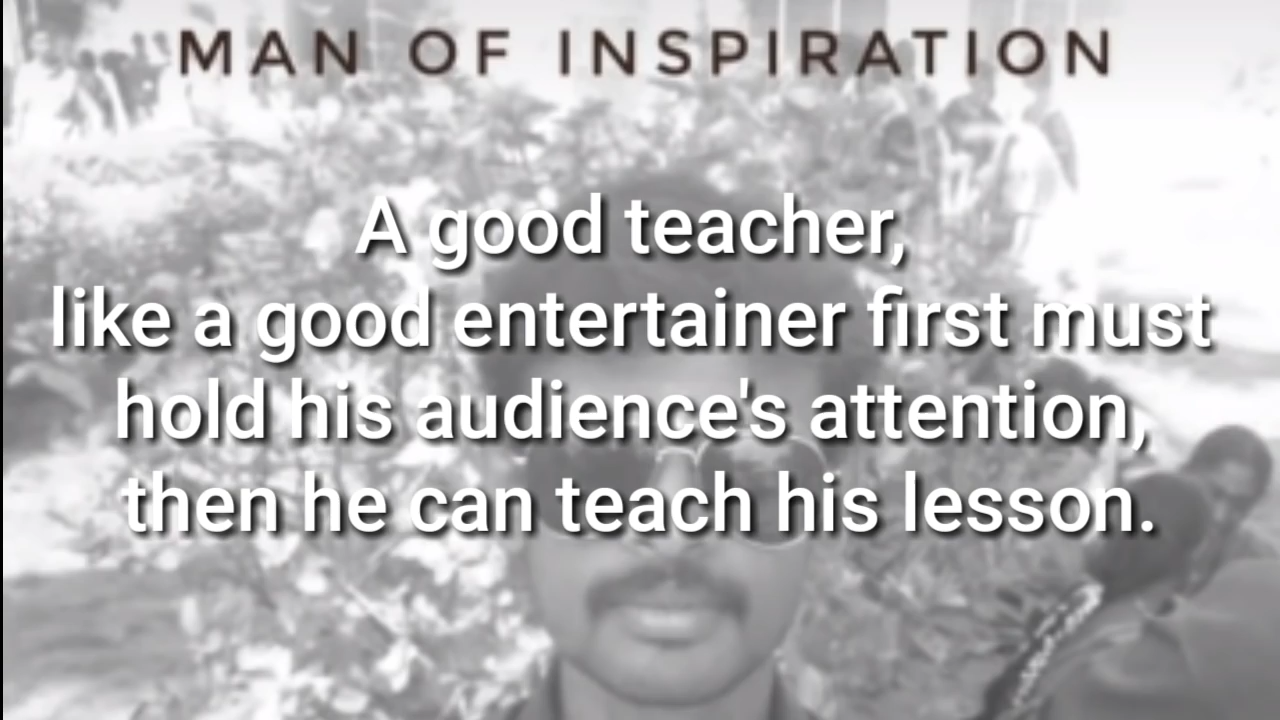 MAN OF INSPIRATION
A good teacher,
like a good entertainer first must
hold his audience's attention,
then he can teach his lesson.